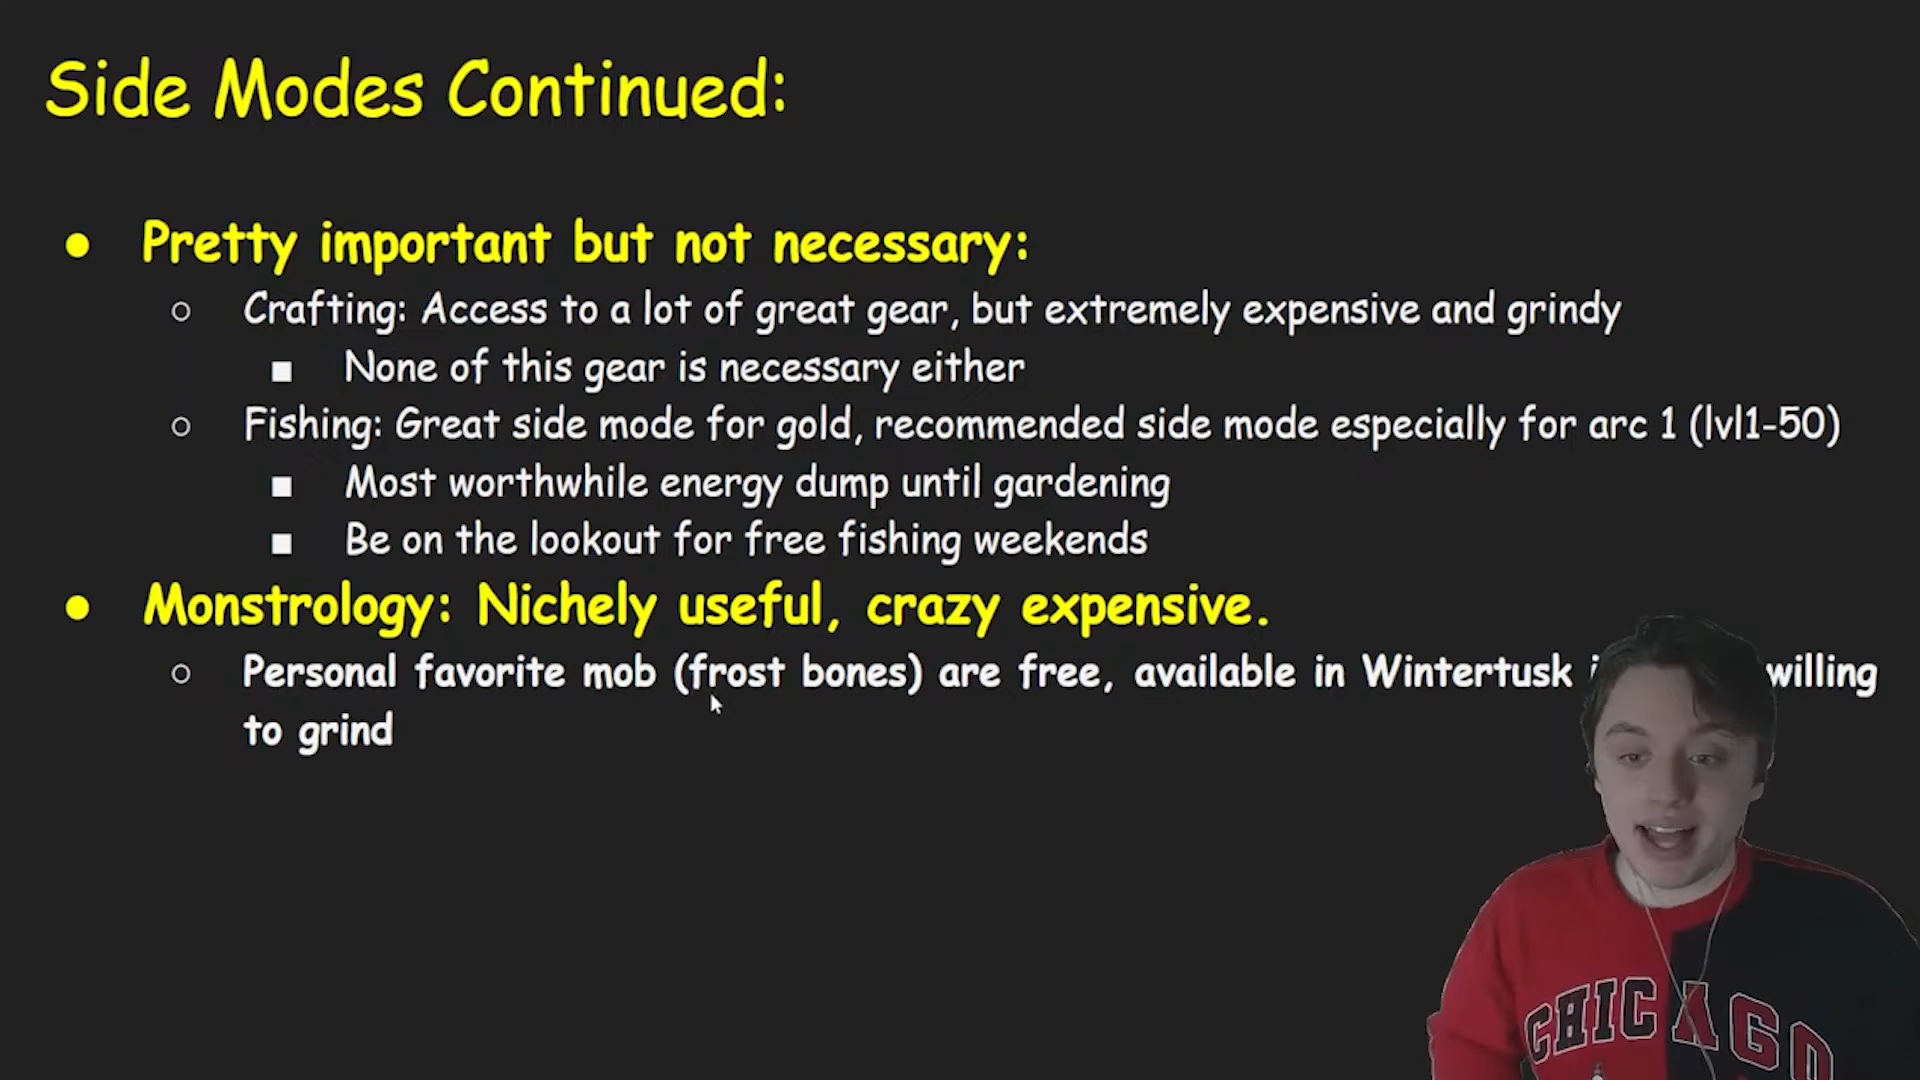 Side Modes Continued:
● Pretty important but not necessary:
○ Crafting: Access to a lot of great gear, but extremely expensive and grindy
■ None of this gear is necessary either
○ Fishing: Great side mode for gold, recommended side mode especially for arc 1 (lvl1-50)
■ Most worthwhile energy dump until gardening
■ Be on the lookout for free fishing weekends
● Monstrology: Nichely useful, crazy expensive.
○ Personal favorite mob (frost bones) are free, available in Wintertusk willing
to grind
CHICAGO